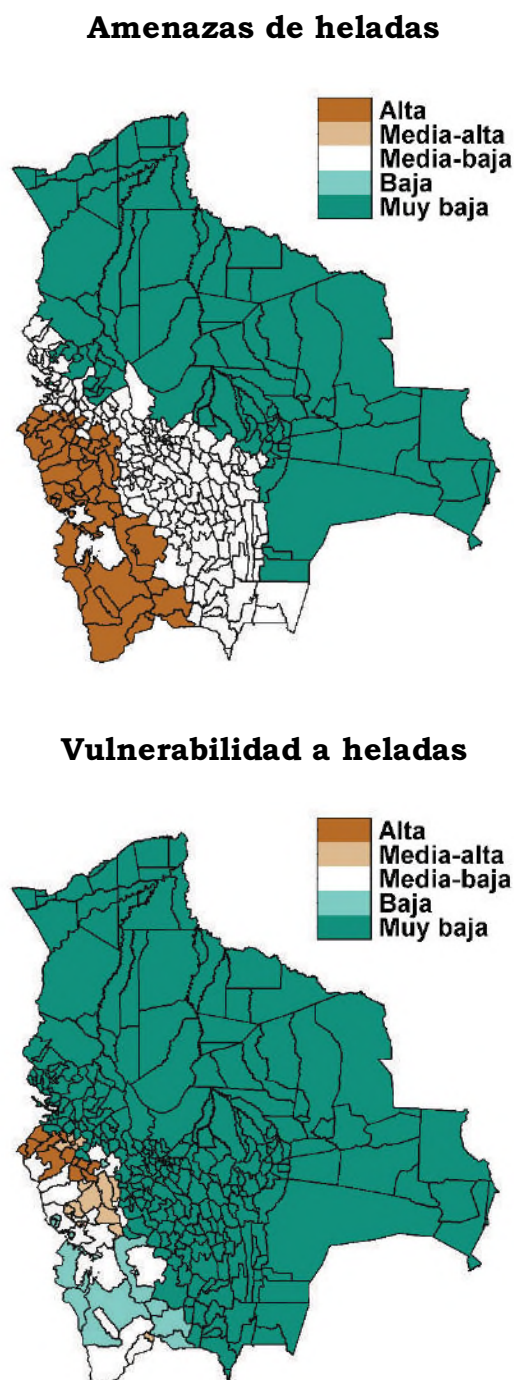 Amenazas de heladas
Alta
Media-alta
Media-baja
Baja
Muy baja
Vulnerabilidad a heladas
Alta
Media-alta
Media-baja
Baja
Muy baja